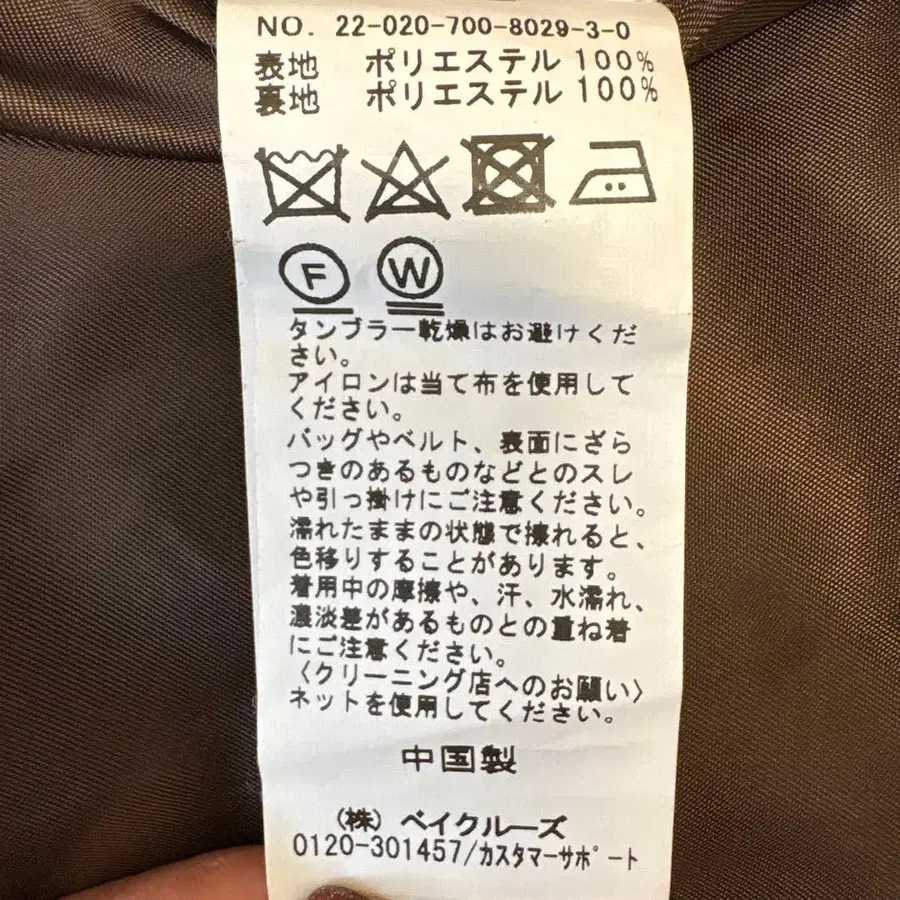 NO. 22-020-700-8029-3-0
表地 ポリエステル 100%
裏地 ポリエステル 100%
F W
タンブラー乾燥はお避けくだ
さい。
アイロンは当て布を使用して
ください。
バッグやベルト、表面にざら
つきのあるものなどとのスレ
や引っ掛けにご注意ください。
濡れたままの状態で擦れると、
色移りすることがあります。
着用中の摩擦や、汗、水濡れ、
濃淡差があるものとの重ね着
にご注意ください。
〈クリーニング店へのお願い〉
ネットを使用してください。
中国製
(株) ベイクルーズ
0120-301457/カスタマーサポート